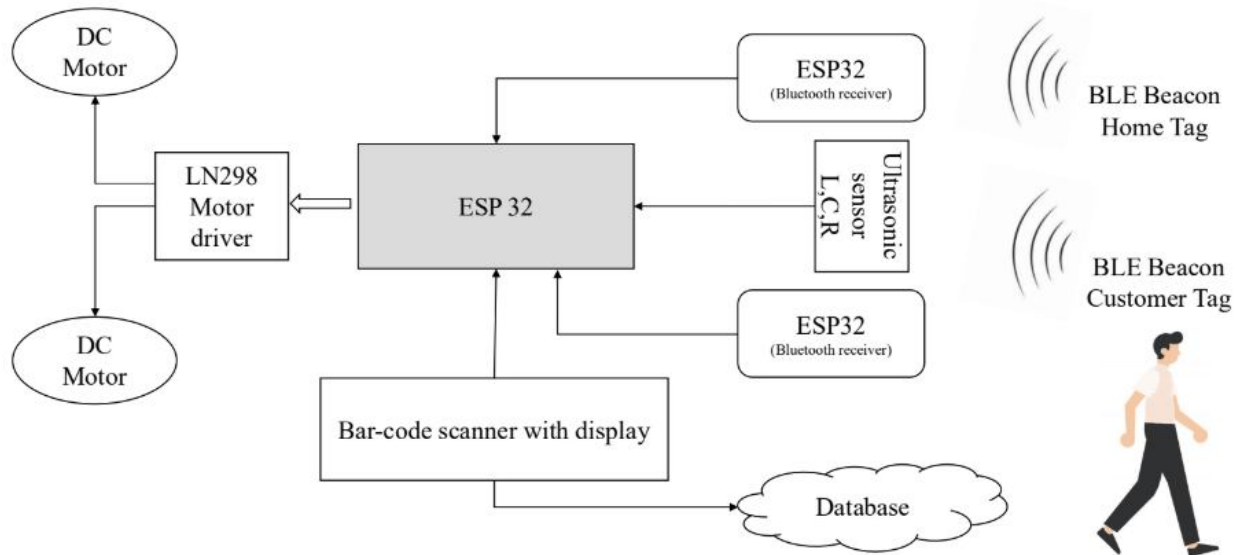 DC
Motor
LN298
Motor
driver
DC
Motor
ESP 32
ESP32
(Bluetooth receiver)
Ultrasonic
sensor
L,C,R
ESP32
(Bluetooth receiver)
Bar-code scanner with display
Database
BLE Beacon
Home Tag
BLE Beacon
Customer Tag